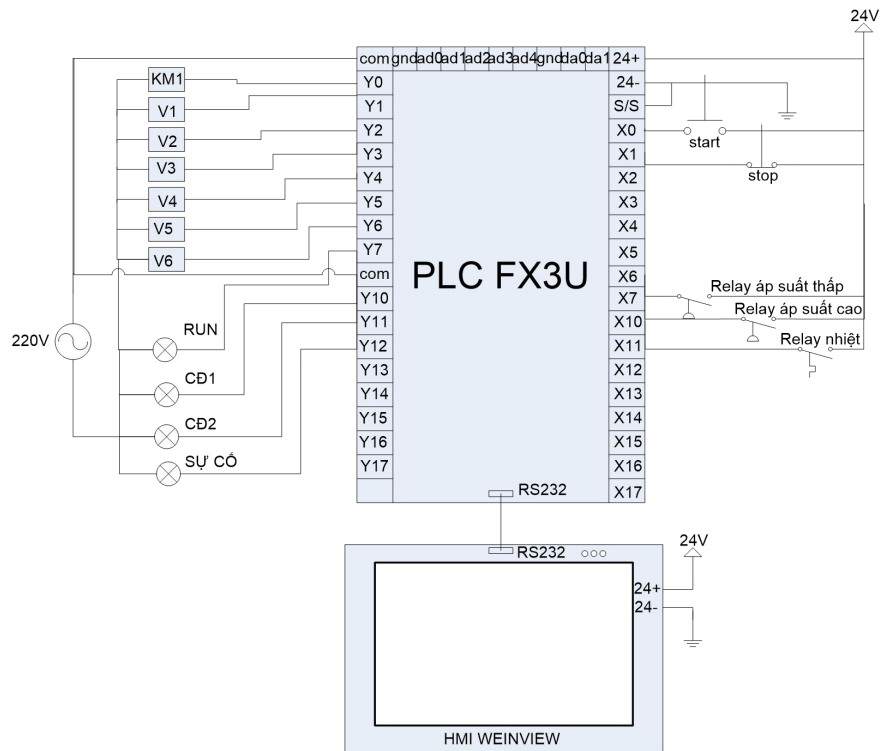 24V
com gnd ad0 ad1 ad2 ad3 ad4 gnd da0 da1 24+
KM1
V1
V2
V3
V4
V5
V6
Y0
Y1
Y2
Y3
Y4
Y5
Y6
Y7
com
Y10
Y11
Y12
Y13
Y14
Y15
Y16
Y17
220V
RUN
CĐ1
CĐ2
SỰ CỐ
PLC FX3U
24-
S/S
X0
X1
X2
X3
X4
X5
X6
X7
X10
X11
X12
X13
X14
X15
X16
X17
start
stop
Relay áp suất thấp
Relay áp suất cao
Relay nhiệt
RS232
RS232
24V
24+
24-
HMI WEINVIEW